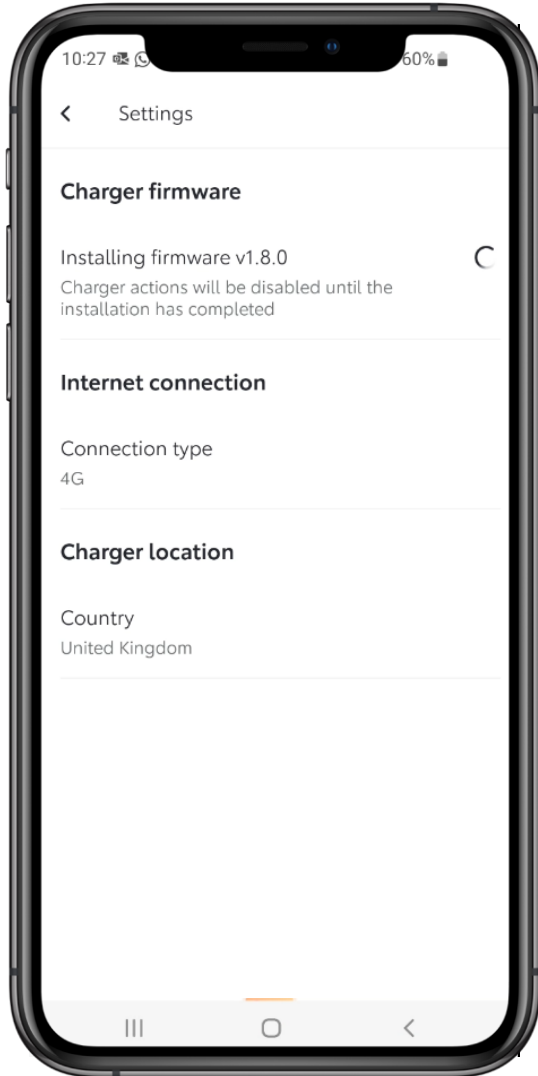 10:27
60%
Settings
Charger firmware
Installing firmware v1.8.0
Charger actions will be disabled until the
installation has completed
Internet connection
Connection type
4G
Charger location
Country
United Kingdom